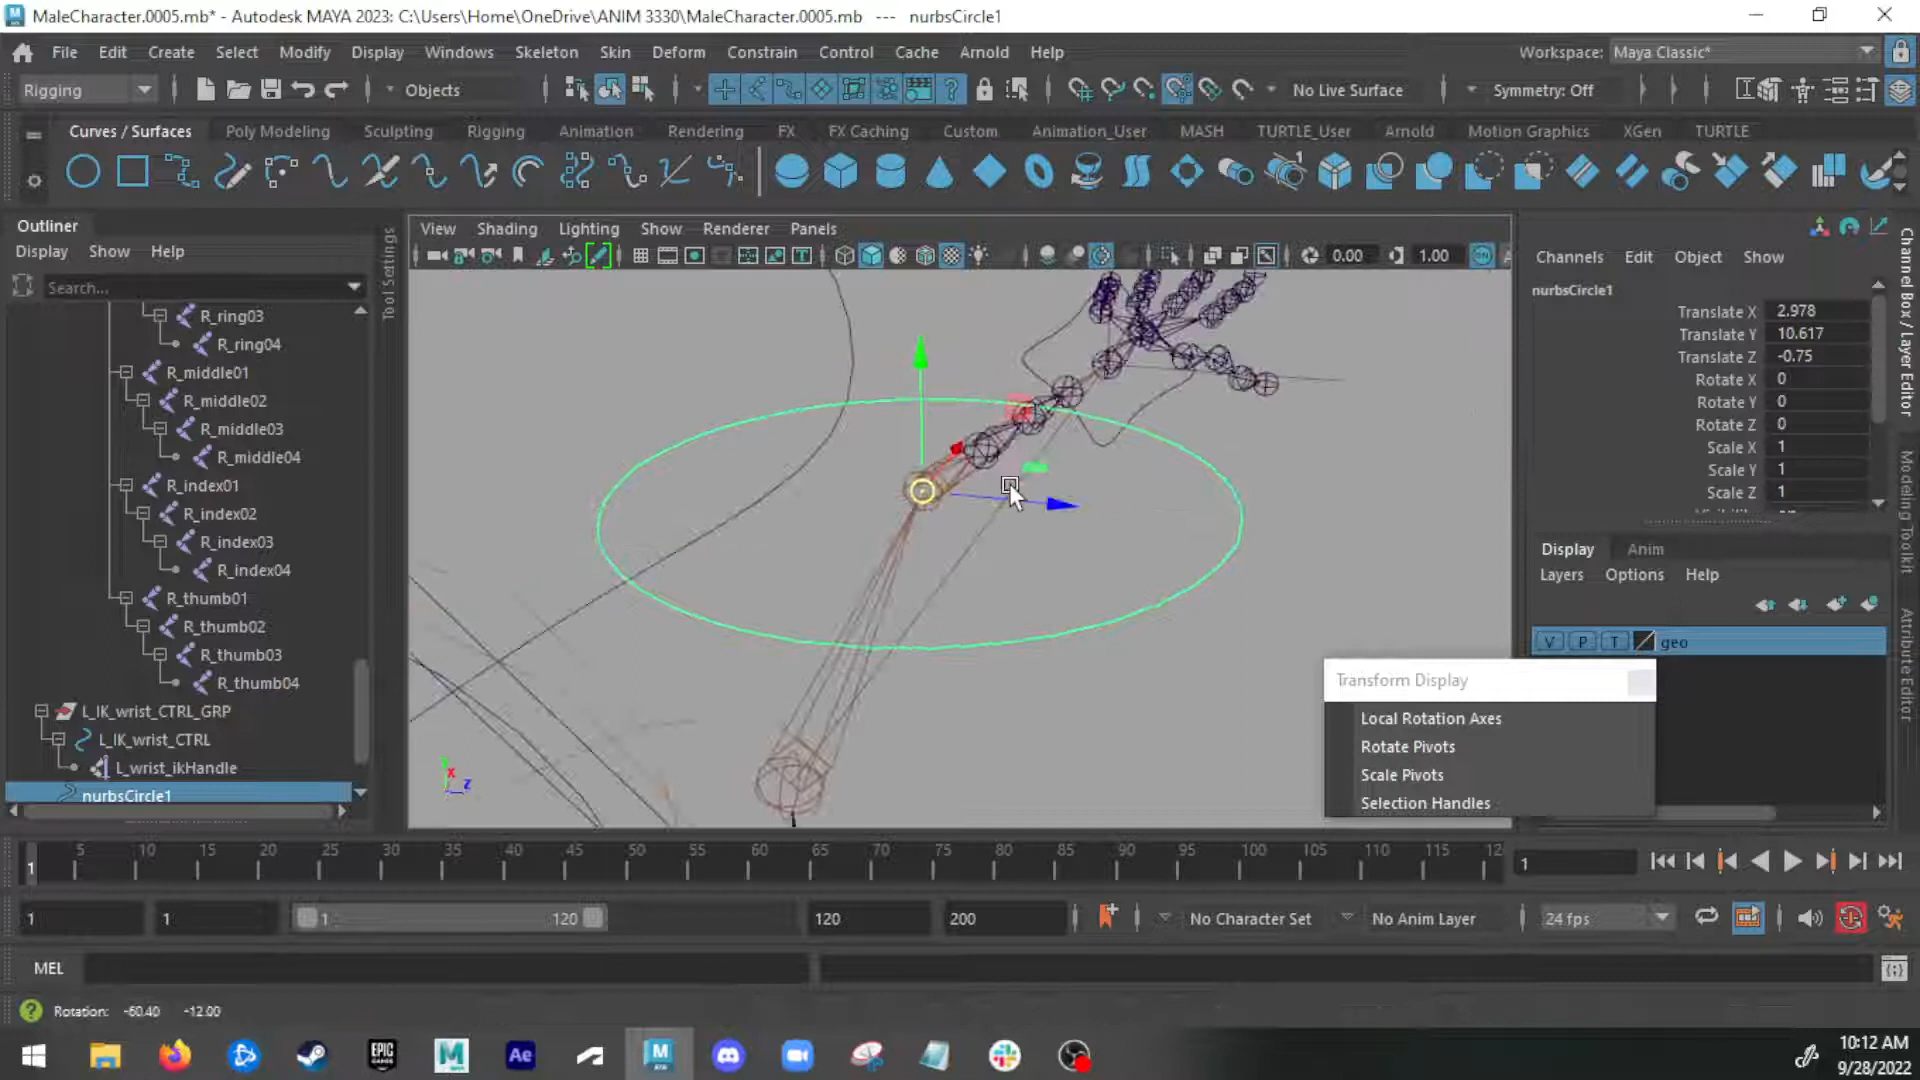 MaleCharacter.0005.mb* - Autodesk MAYA 2023: C:\Users\Home\OneDrive\ANIM 3330\MaleCharacter.0005.mb --- nurbsCircle1
File Edit Create Select Modify Display Windows Skeleton Skin Deform Constrain Control Cache Arnold Help Workspace: Maya Classic*
Rigging Objects No Live Surface Symmetry: Off
Curves / Surfaces Poly Modeling Sculpting Rigging Animation Rendering FX FX Caching Custom Animation_User MASH TURTLE_User Arnold Motion Graphics XGen TURTLE
Outliner
Display Show Help
Search...
R_ring03
R_ring04
R_middle01
R_middle02
R_middle03
R_middle04
R_index01
R_index02
R_index03
R_index04
R_thumb01
R_thumb02
R_thumb03
R_thumb04
L_IK_wrist_CTRL_GRP
L_IK_wrist_CTRL
L_wrist_ikHandle
nurbsCircle1
Tool Settings
View Shading Lighting Show Renderer Panels
0.00 1.00
Y X Z
Channels Edit Object Show
nurbsCircle1
Translate X 2.978
Translate Y 10.617
Translate Z -0.75
Rotate X 0
Rotate Y 0
Rotate Z 0
Scale X 1
Scale Y 1
Scale Z 1
Display Anim
Layers Options Help
V P T geo
Transform Display
Local Rotation Axes
Rotate Pivots
Scale Pivots
Selection Handles
Channel Box / Layer Editor
Modeling Toolkit
Attribute Editor
1 5 10 15 20 25 30 35 40 45 50 55 60 65 70 75 80 85 90 95 100 105 110 115 12 1
1 1 1 120 120 200 No Character Set No Anim Layer 24 fps
MEL
Rotation: -60.40 -12.00
EPIC GAMES M Ae M
10:12 AM
9/28/2022